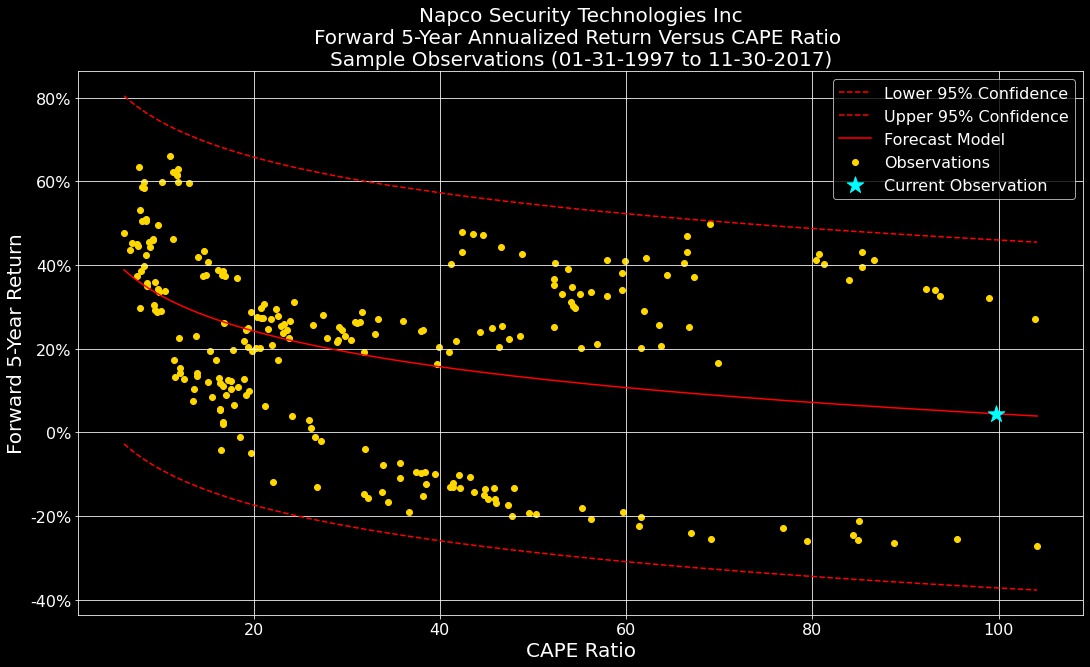 Napco Security Technologies Inc
Forward 5-Year Annualized Return Versus CAPE Ratio
Sample Observations (01-31-1997 to 11-30-2017)
Lower 95% Confidence
Upper 95% Confidence
Forecast Model
Observations
Current Observation
Forward 5-Year Return
80%
60%
40%
20%
0%
-20%
-40%
20
40
60
80
100
CAPE Ratio